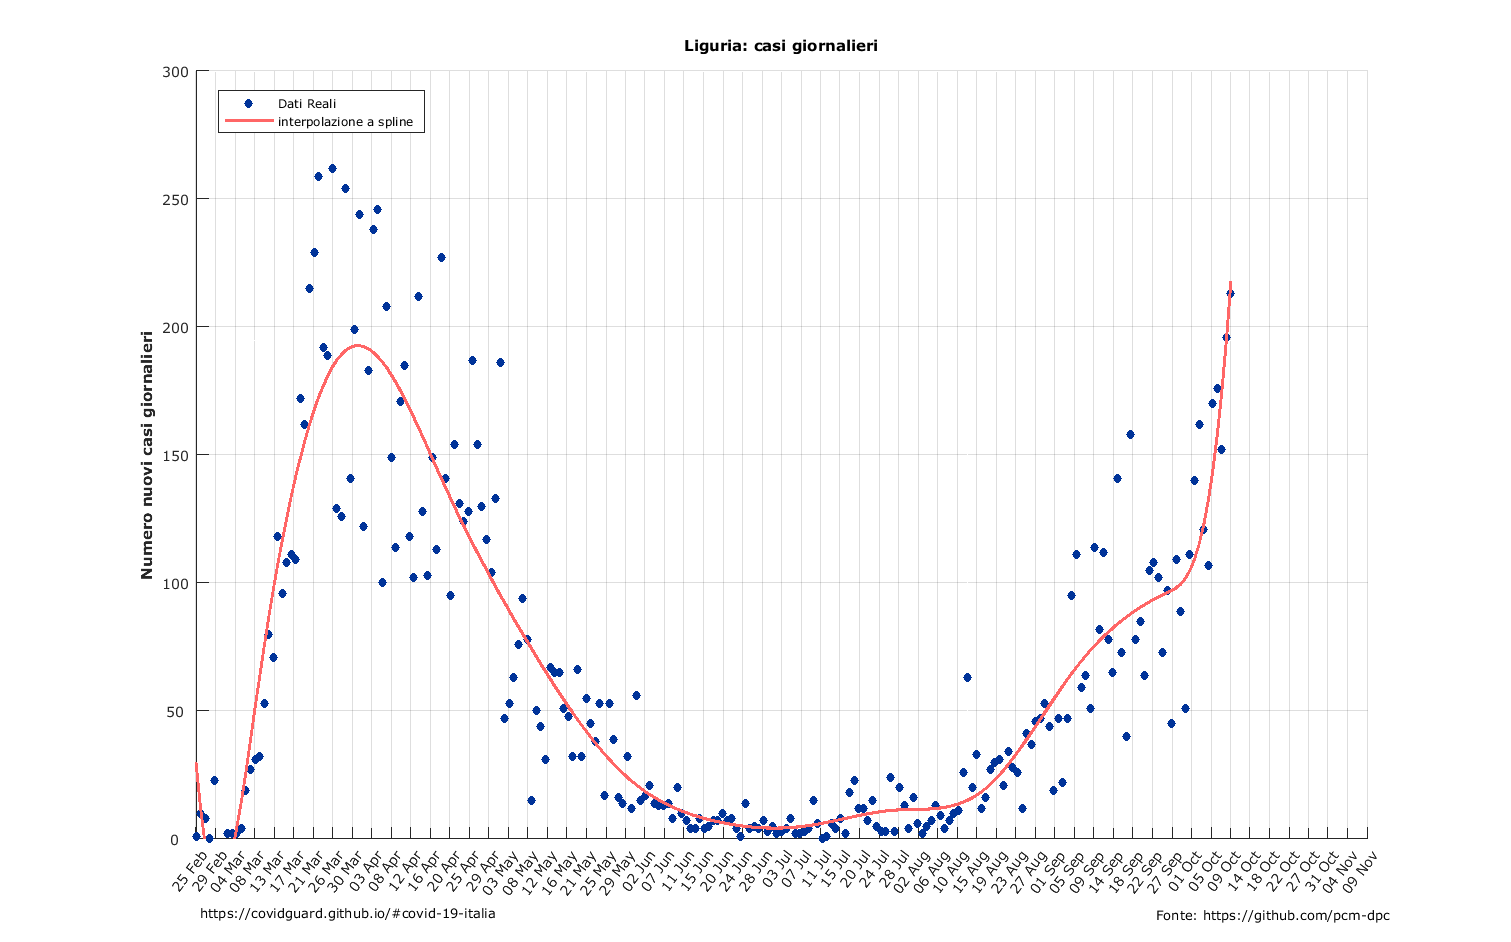 Liguria: casi giornalieri
300
250
200
150
100
50
0
Dati Reali
interpolazione a spline
Numero nuovi casi giornalieri
25 Feb
29 Feb
04 Mar
08 Mar
13 Mar
17 Mar
21 Mar
26 Mar
30 Mar
03 Apr
08 Apr
12 Apr
16 Apr
20 Apr
25 Apr
29 Apr
03 May
08 May
12 May
16 May
21 May
25 May
29 May
02 Jun
07 Jun
11 Jun
15 Jun
20 Jun
24 Jun
28 Jun
03 Jul
07 Jul
11 Jul
15 Jul
20 Jul
24 Jul
28 Jul
02 Aug
06 Aug
10 Aug
15 Aug
19 Aug
23 Aug
27 Aug
01 Sep
05 Sep
09 Sep
14 Sep
18 Sep
22 Sep
27 Sep
01 Oct
05 Oct
09 Oct
14 Oct
18 Oct
22 Oct
27 Oct
31 Oct
04 Nov
09 Nov
https://covidguard.github.io/#covid-19-italia
Fonte: https://github.com/pcm-dpc